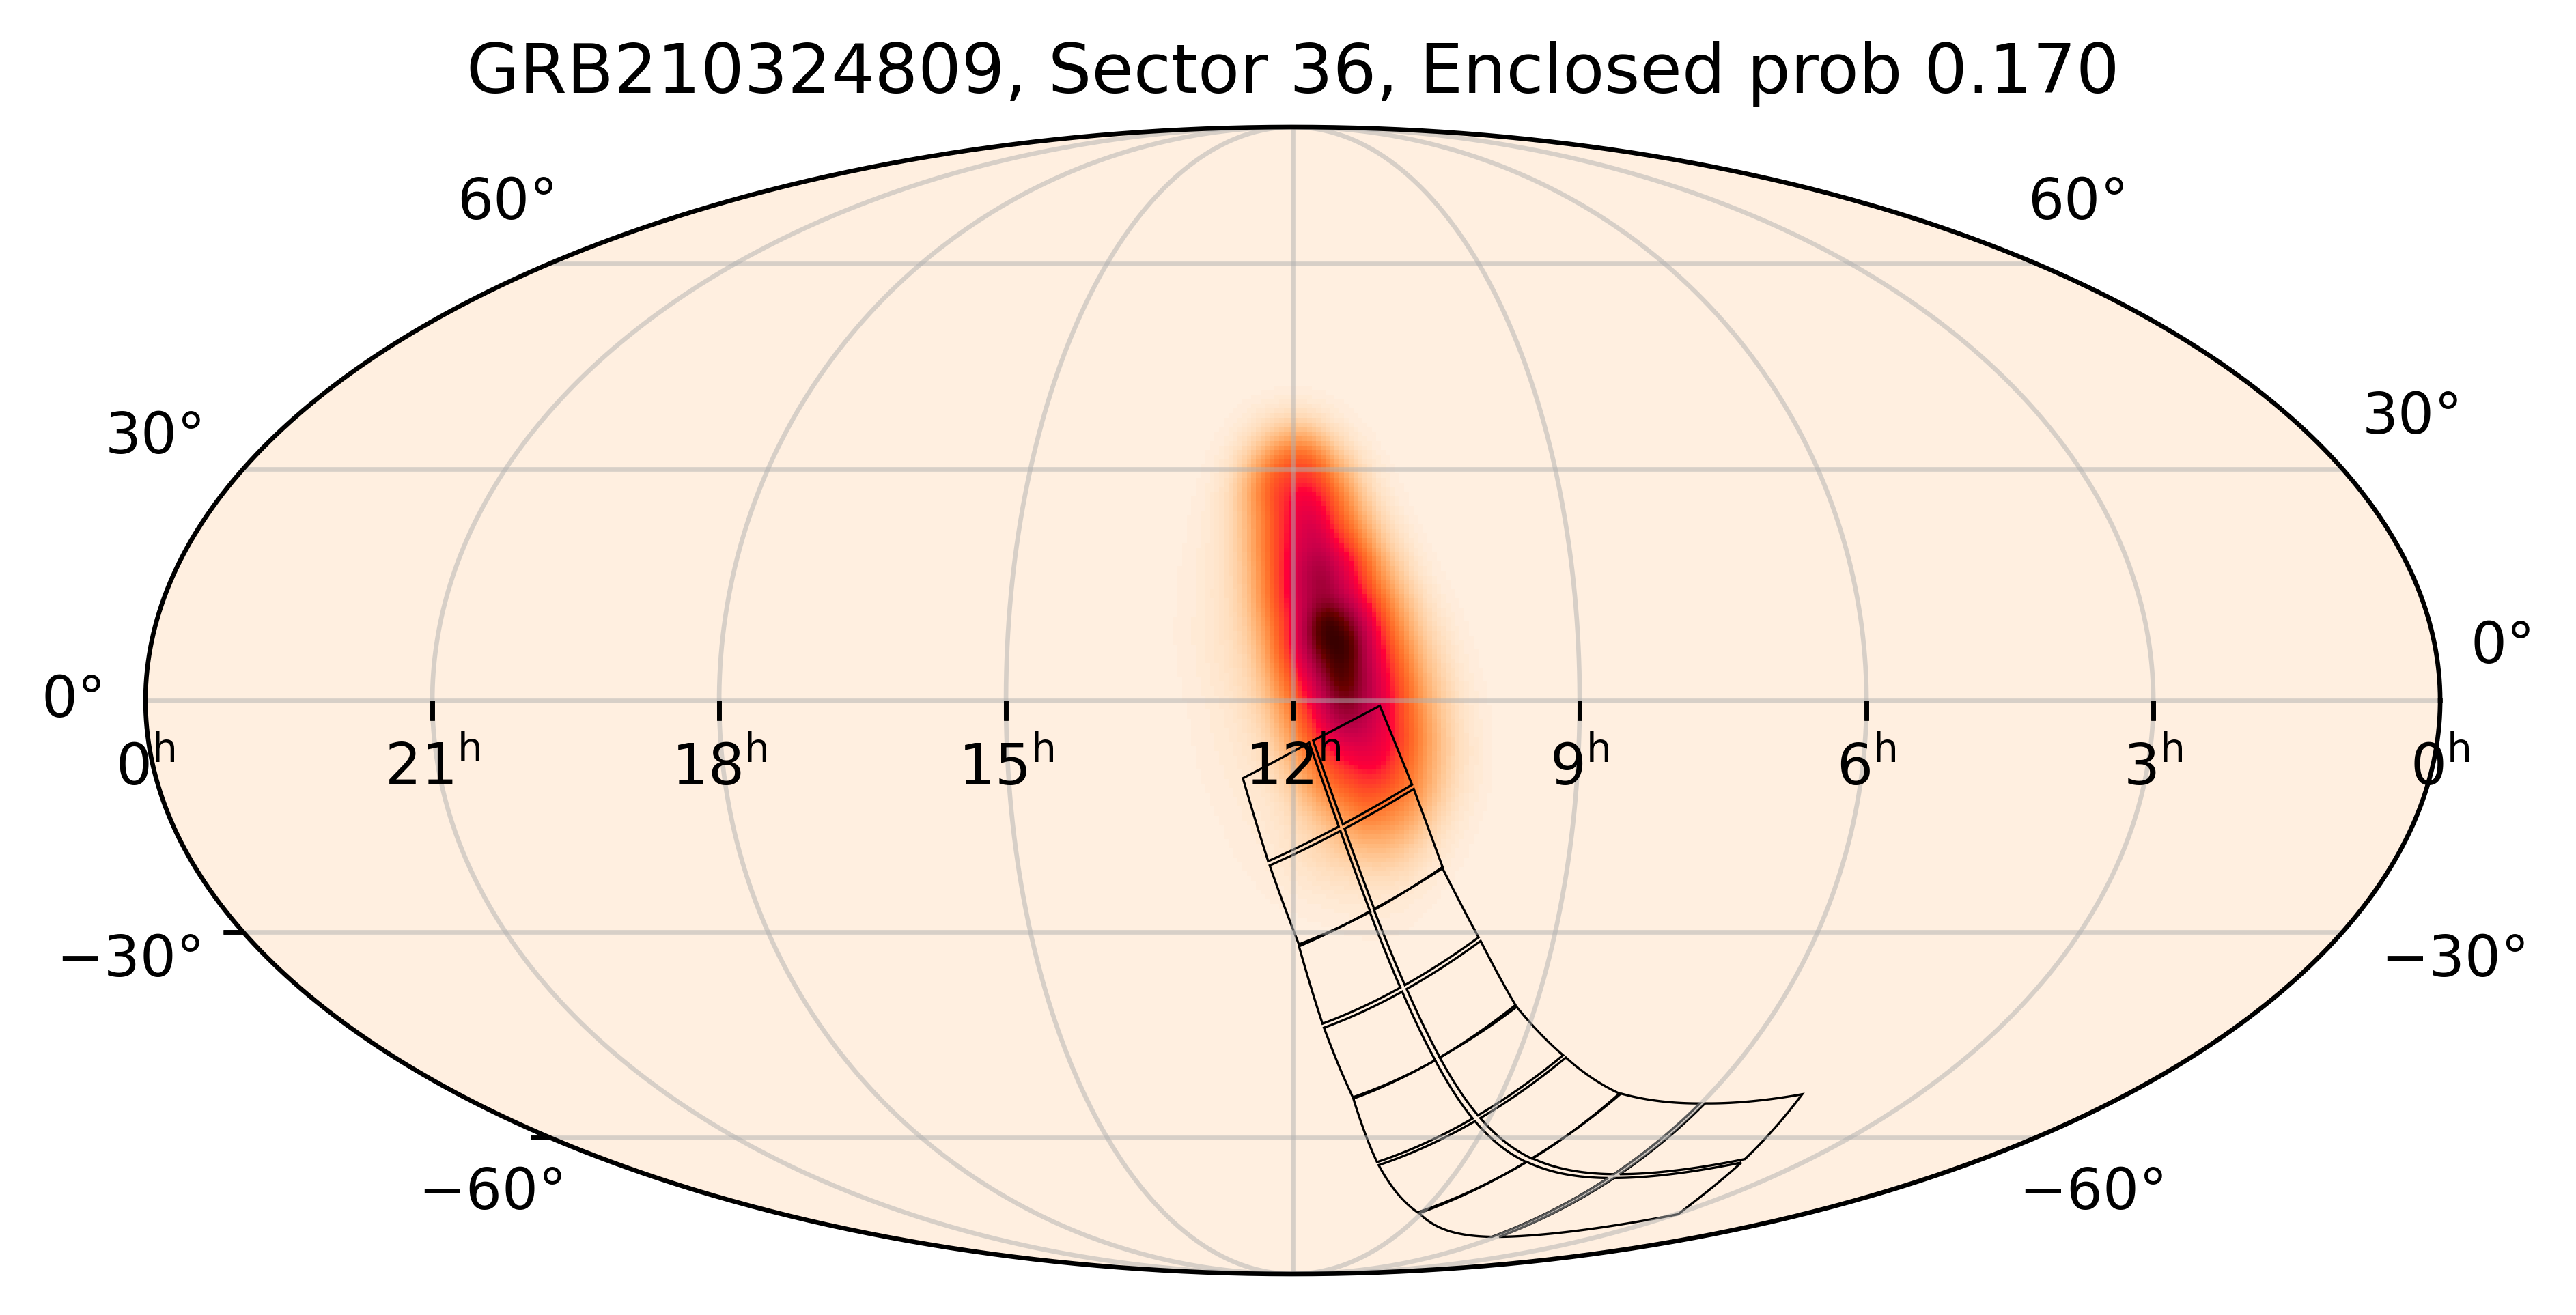 GRB210324809, Sector 36, Enclosed prob 0.170
60° 60°
30° 30°
0° 0°
0ʰ 21ʰ 18ʰ 15ʰ 12ʰ 9ʰ 6ʰ 3ʰ 0ʰ
−30° −30°
−60° −60°